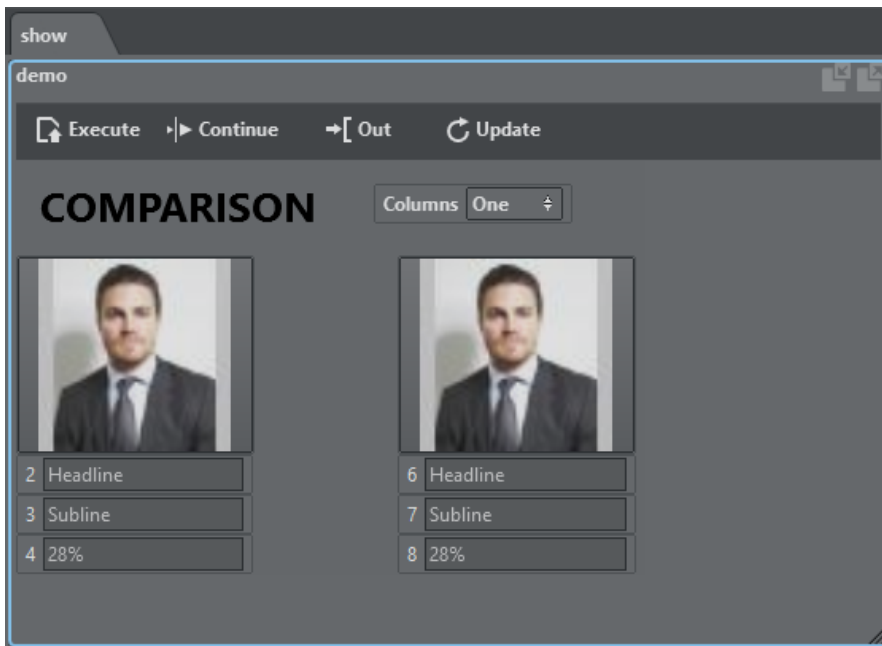 show
demo
Execute Continue Out Update
COMPARISON Columns One
2 Headline 6 Headline
3 Subline 7 Subline
4 28% 8 28%